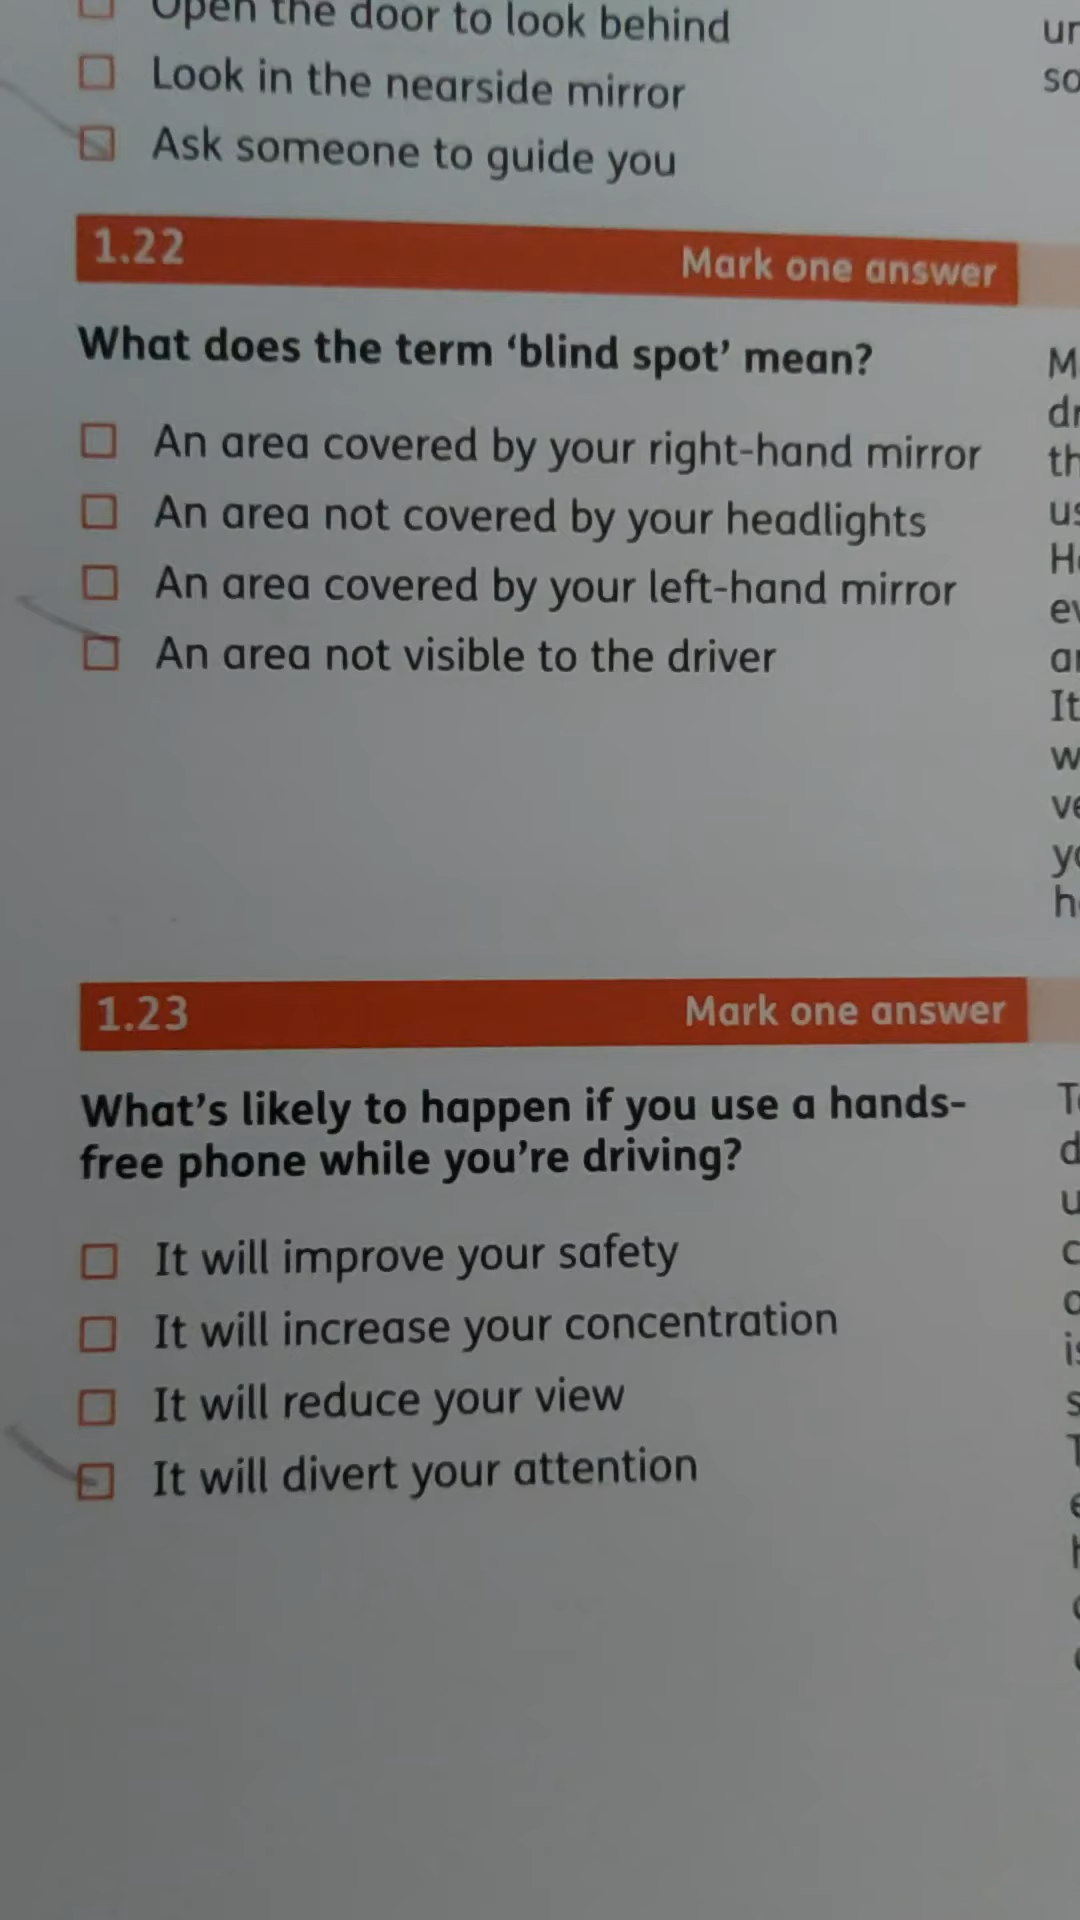 Open the door to look behind
Look in the nearside mirror
Ask someone to guide you
1.22 Mark one answer
What does the term ‘blind spot’ mean?
An area covered by your right-hand mirror
An area not covered by your headlights
An area covered by your left-hand mirror
An area not visible to the driver
1.23 Mark one answer
What’s likely to happen if you use a hands-
free phone while you’re driving?
It will improve your safety
It will increase your concentration
It will reduce your view
It will divert your attention